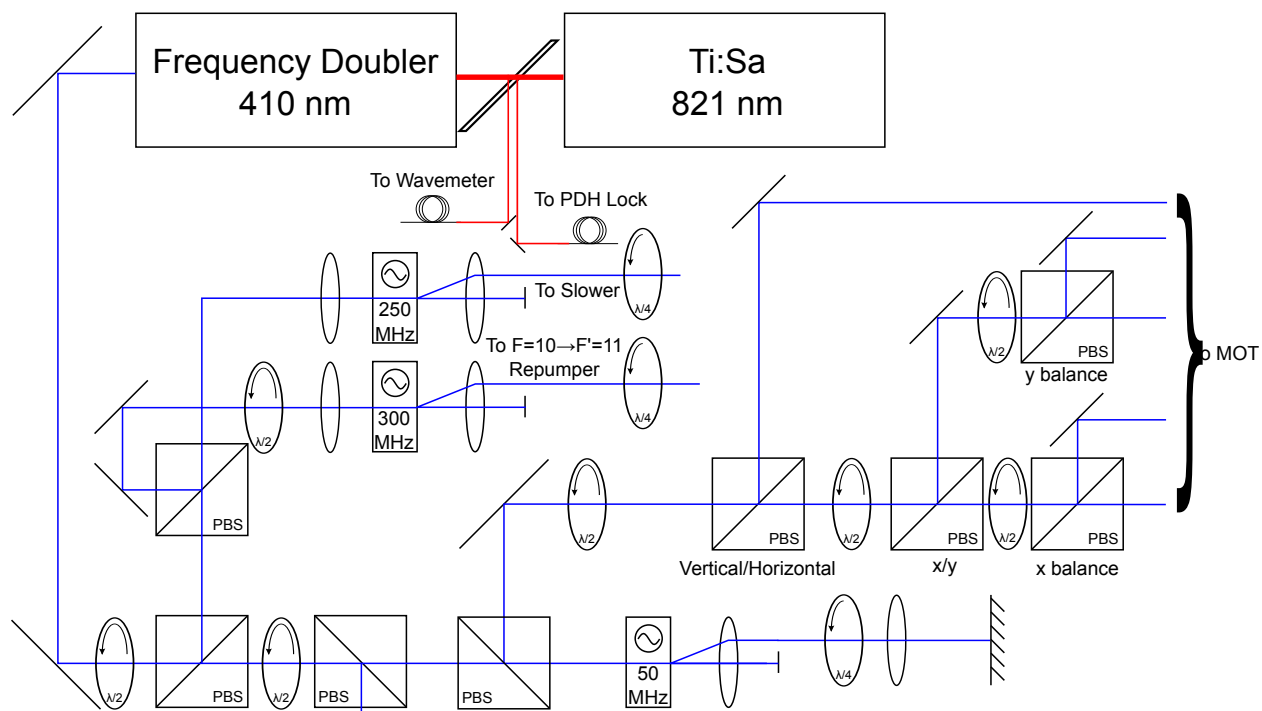 Frequency Doubler
410 nm
Ti:Sa
821 nm
To Wavemeter
To PDH Lock
250
MHz
To Slower
λ/4
λ/2
PBS
y balance
To F=10→F'=11
Repumper
λ/2
300
MHz
λ/4
o MOT
PBS
λ/2
PBS
Vertical/Horizontal
λ/2
PBS
x/y
λ/2
PBS
x balance
λ/2
PBS
λ/2
PBS
PBS
50
MHz
λ/4